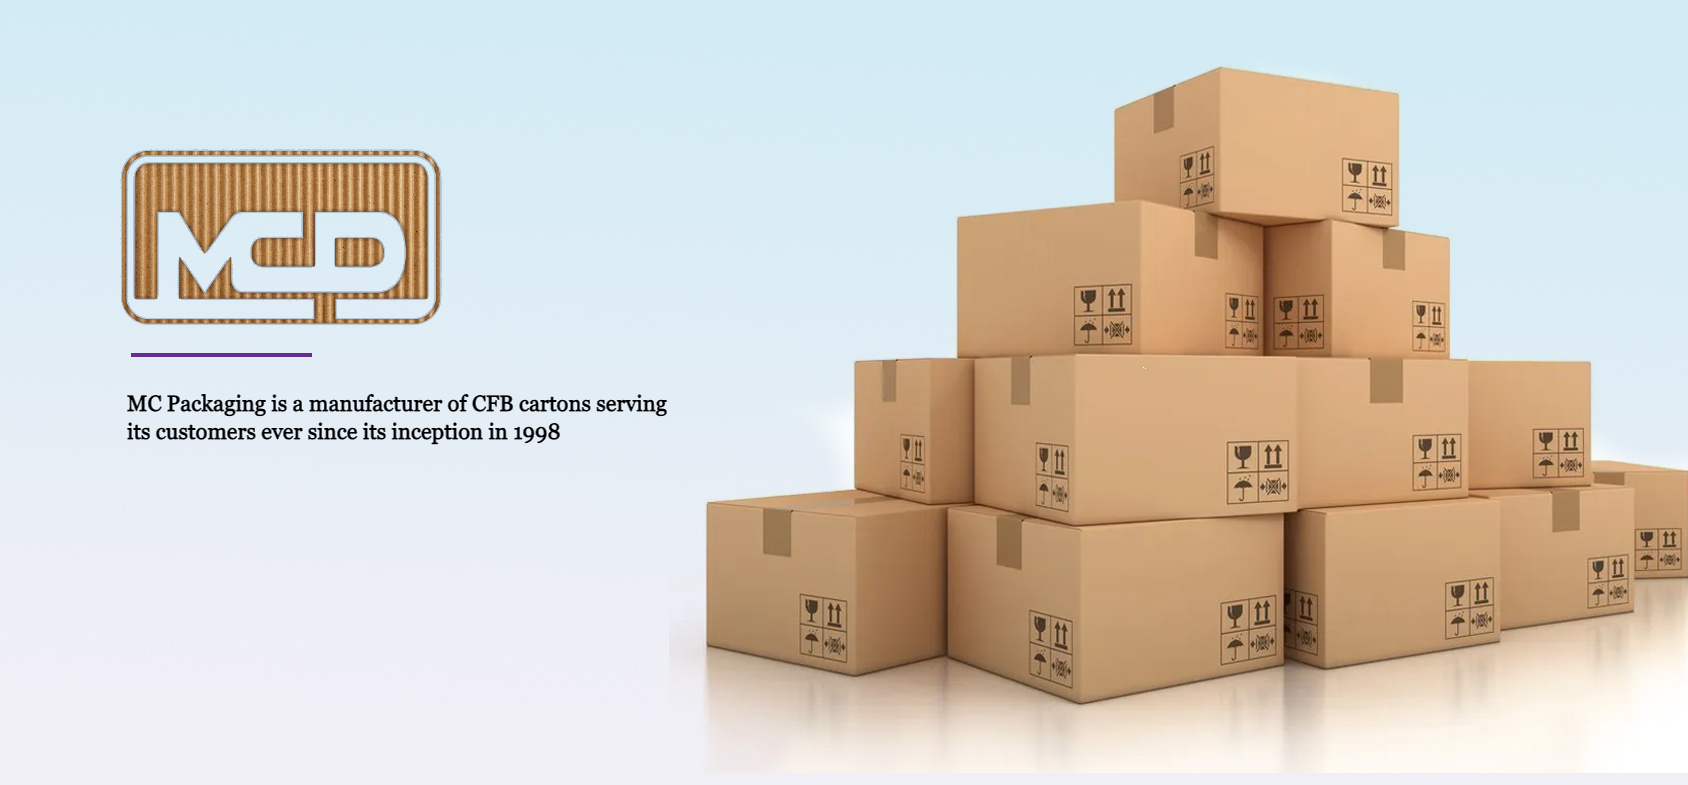 MCP
MC Packaging is a manufacturer of CFB cartons serving
its customers ever since its inception in 1998